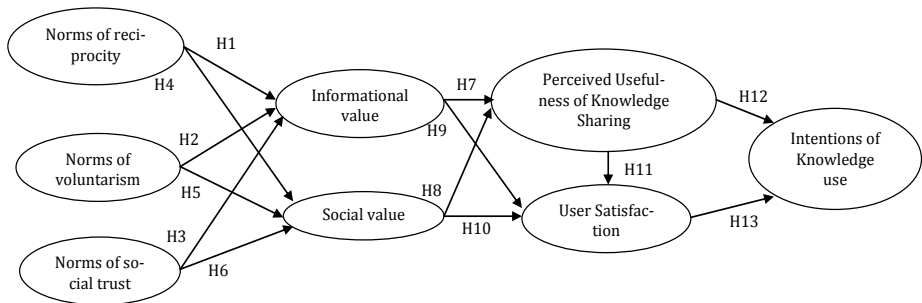 Norms of reci-
procity
H1
H4
H2
Norms of
voluntarism
H5
H3
Norms of so-
cial trust
H6
Informational
value
H7
H9
Social value
H8
H10
Perceived Useful-
ness of Knowledge
Sharing
H11
User Satisfac-
tion
H12
H13
Intentions of
Knowledge
use